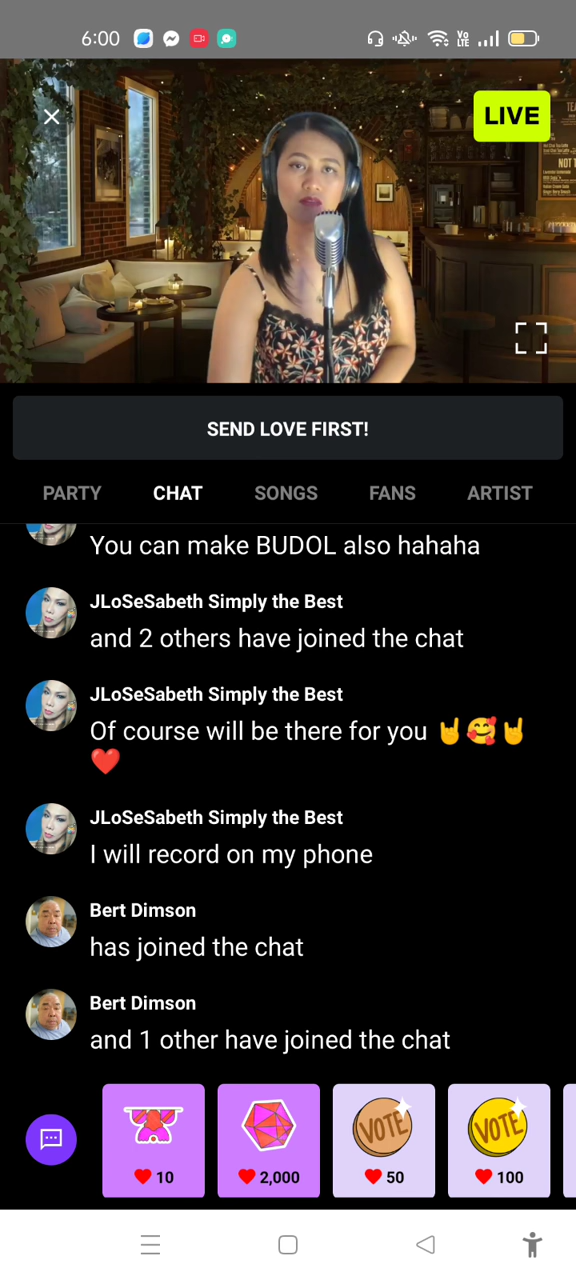 6:00
VO
LTE
LIVE
NOT
SEND LOVE FIRST!
PARTY CHAT SONGS FANS ARTIST
You can make BUDOL also hahaha
JLoSeSabeth Simply the Best
and 2 others have joined the chat
JLoSeSabeth Simply the Best
Of course will be there for you 🤘🥰🤘
❤️
JLoSeSabeth Simply the Best
I will record on my phone
Bert Dimson
has joined the chat
Bert Dimson
and 1 other have joined the chat
VOTE VOTE
10 2,000 50 100